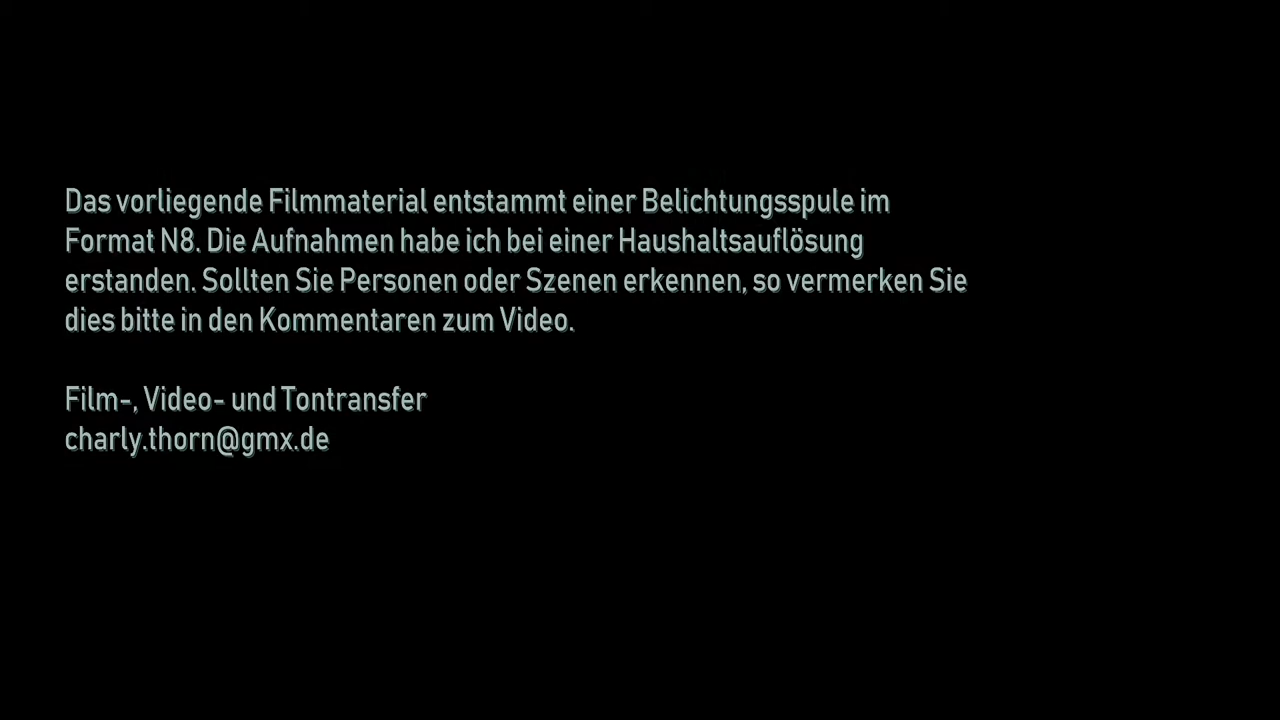 Das vorliegende Filmmaterial entstammt einer Belichtungsspule im
Format N8. Die Aufnahmen habe ich bei einer Haushaltsauflösung
erstanden. Sollten Sie Personen oder Szenen erkennen, so vermerken Sie
dies bitte in den Kommentaren zum Video.
Film-, Video- und Tontransfer
charly.thorn@gmx.de